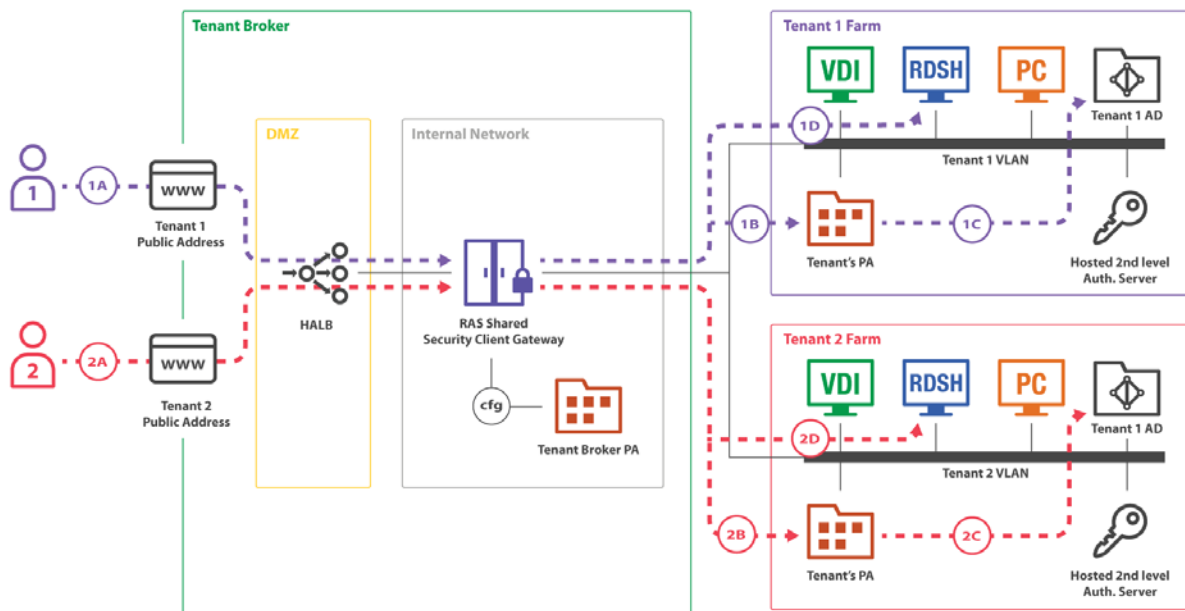 Tenant Broker
DMZ
Internal Network
1
1A
www
Tenant 1
Public Address
2
2A
www
Tenant 2
Public Address
HALB
RAS Shared
Security Client Gateway
cfg
Tenant Broker PA
Tenant 1 Farm
VDI
RDSH
PC
Tenant 1 AD
1D
Tenant 1 VLAN
1B
Tenant's PA
1C
Hosted 2nd level
Auth. Server
Tenant 2 Farm
VDI
RDSH
PC
Tenant 1 AD
2D
Tenant 2 VLAN
2B
Tenant's PA
2C
Hosted 2nd level
Auth. Server